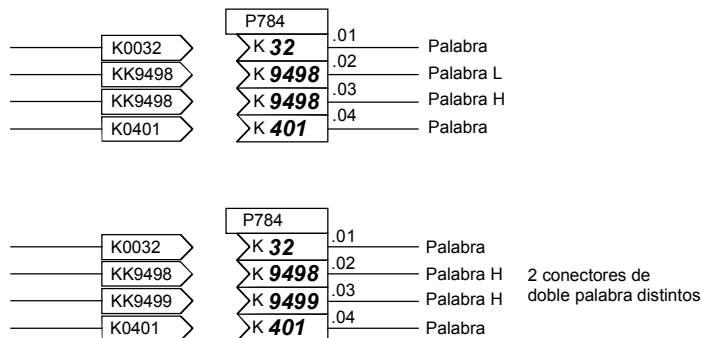 P784
K0032 K 32 .01 Palabra
KK9498 K 9498 .02 Palabra L
KK9498 K 9498 .03 Palabra H
K0401 K 401 .04 Palabra
P784
K0032 K 32 .01 Palabra
KK9498 K 9498 .02 Palabra H 2 conectores de
KK9499 K 9499 .03 Palabra H doble palabra distintos
K0401 K 401 .04 Palabra